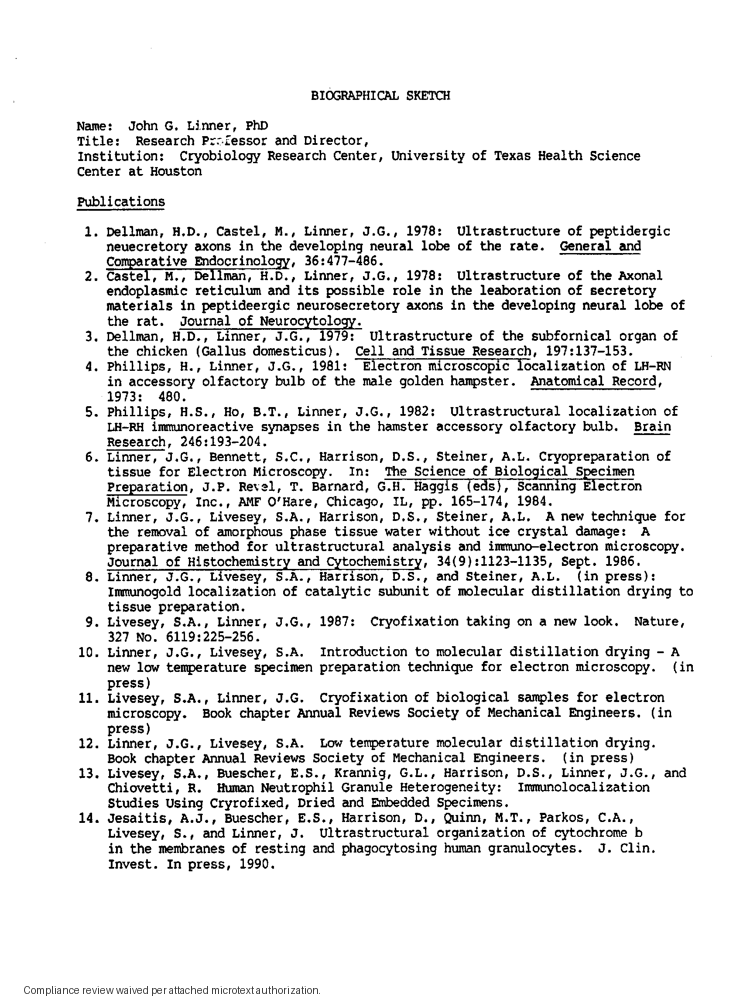 BIOGRAPHICAL SKETCH
Name: John G. Linner, PhD
Title: Research Professor and Director,
Institution: Cryobiology Research Center, University of Texas Health Science
Center at Houston
Publications
1. Dellman, H.D., Castel, M., Linner, J.G., 1978: Ultrastructure of peptidergic
neuecretory axons in the developing neural lobe of the rate. General and
Comparative Endocrinology, 36:477-486.
2. Castel, M., Dellman, H.D., Linner, J.G., 1978: Ultrastructure of the Axonal
endoplasmic reticulum and its possible role in the leaboration of secretory
materials in peptideergic neurosecretory axons in the developing neural lobe of
the rat. Journal of Neurocytology.
3. Dellman, H.D., Linner, J.G., 1979: Ultrastructure of the subfornical organ of
the chicken (Gallus domesticus). Cell and Tissue Research, 197:137-153.
4. Phillips, H., Linner, J.G., 1981: Electron microscopic localization of LH-RN
in accessory olfactory bulb of the male golden hampster. Anatomical Record,
1973: 480.
5. Phillips, H.S., Ho, B.T., Linner, J.G., 1982: Ultrastructural localization of
LH-RH immunoreactive synapses in the hamster accessory olfactory bulb. Brain
Research, 246:193-204.
6. Linner, J.G., Bennett, S.C., Harrison, D.S., Steiner, A.L. Cryopreparation of
tissue for Electron Microscopy. In: The Science of Biological Specimen
Preparation, J.P. Revel, T. Barnard, G.H. Haggis (eds), Scanning Electron
Microscopy, Inc., AMF O'Hare, Chicago, IL, pp. 165-174, 1984.
7. Linner, J.G., Livesey, S.A., Harrison, D.S., Steiner, A.L. A new technique for
the removal of amorphous phase tissue water without ice crystal damage: A
preparative method for ultrastructural analysis and immuno-electron microscopy.
Journal of Histochemistry and Cytochemistry, 34(9):1123-1135, Sept. 1986.
8. Linner, J.G., Livesey, S.A., Harrison, D.S., and Steiner, A.L. (in press):
Immunogold localization of catalytic subunit of molecular distillation drying to
tissue preparation.
9. Livesey, S.A., Linner, J.G., 1987: Cryofixation taking on a new look. Nature,
327 No. 6119:225-256.
10. Linner, J.G., Livesey, S.A. Introduction to molecular distillation drying - A
new low temperature specimen preparation technique for electron microscopy. (in
press)
11. Livesey, S.A., Linner, J.G. Cryofixation of biological samples for electron
microscopy. Book chapter Annual Reviews Society of Mechanical Engineers. (in
press)
12. Linner, J.G., Livesey, S.A. Low temperature molecular distillation drying.
Book chapter Annual Reviews Society of Mechanical Engineers. (in press)
13. Livesey, S.A., Buescher, E.S., Krannig, G.L., Harrison, D.S., Linner, J.G., and
Chiovetti, R. Human Neutrophil Granule Heterogeneity: Immunolocalization
Studies Using Cryrofixed, Dried and Embedded Specimens.
14. Jesaitis, A.J., Buescher, E.S., Harrison, D., Quinn, M.T., Parkos, C.A.,
Livesey, S., and Linner, J. Ultrastructural organization of cytochrome b
in the membranes of resting and phagocytosing human granulocytes. J. Clin.
Invest. In press, 1990.
Compliance review waived per attached microtext authorization.